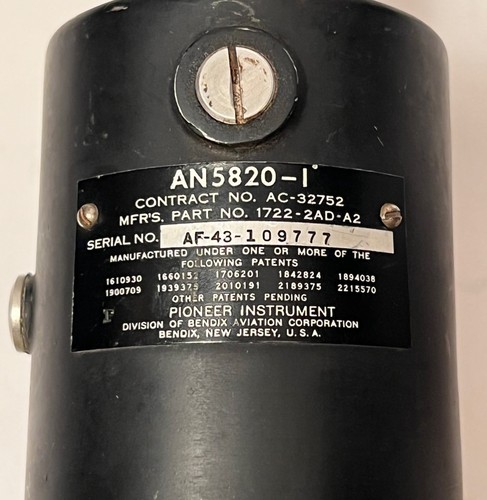 AN5820-1
CONTRACT NO. AC-32752
MFR'S. PART NO. 1722-2AD-A2
SERIAL NO. AF-43-109777
MANUFACTURED UNDER ONE OR MORE OF THE
FOLLOWING PATENTS
1610930 1660152 1706201 1842824 1894038
1900709 1939375 2010191 2189375 2215570
OTHER PATENTS PENDING
F PIONEER INSTRUMENT
DIVISION OF BENDIX AVIATION CORPORATION
BENDIX, NEW JERSEY, U.S.A.